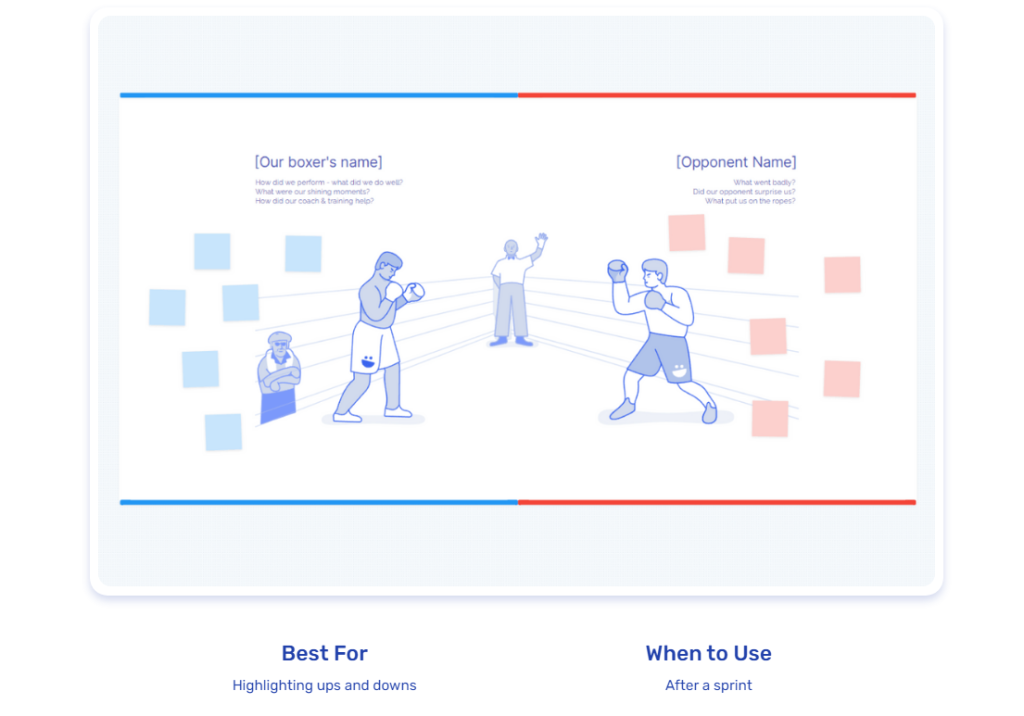 [Our boxer's name]
How did we perform - what did we do well?
What were our shining moments?
How did our coach & training help?
[Opponent Name]
What went badly?
Did our opponent surprise us?
What put us on the ropes?
Best For
Highlighting ups and downs
When to Use
After a sprint